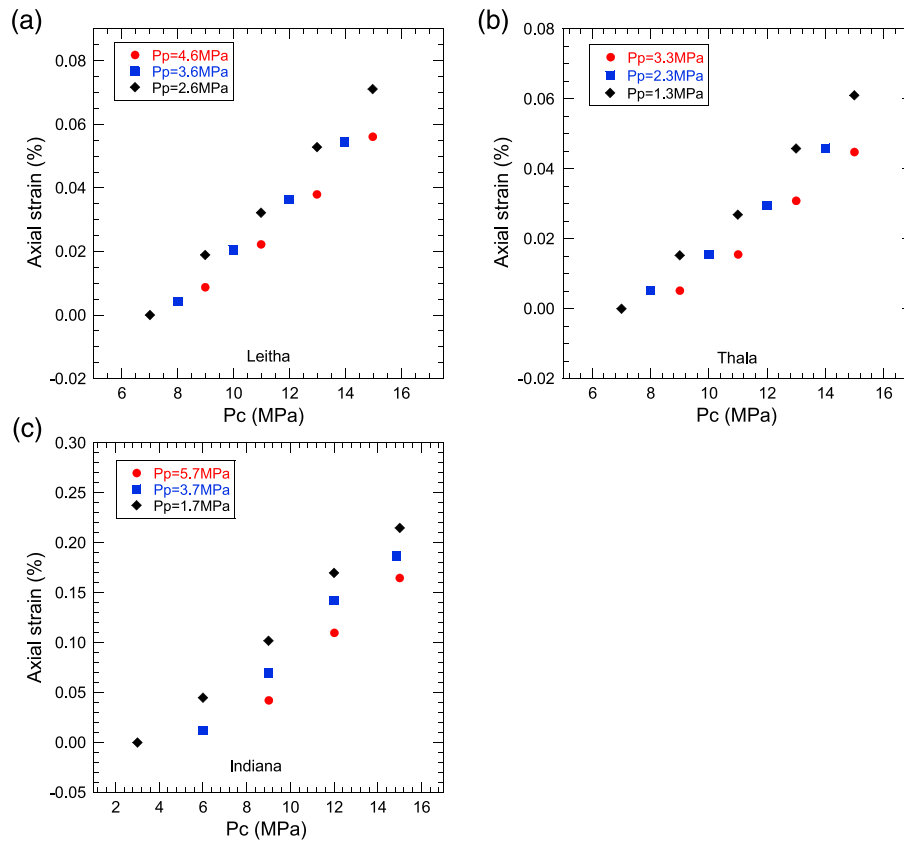 (a)
Pp=4.6MPa
Pp=3.6MPa
Pp=2.6MPa
0.08
0.06
0.04
0.02
0.00
-0.02
Axial strain (%)
Leitha
6 8 10 12 14 16
Pc (MPa)
(b)
Pp=3.3MPa
Pp=2.3MPa
Pp=1.3MPa
0.08
0.06
0.04
0.02
0.00
-0.02
Axial strain (%)
Thala
6 8 10 12 14 16
Pc (MPa)
(c)
Pp=5.7MPa
Pp=3.7MPa
Pp=1.7MPa
0.30
0.25
0.20
0.15
0.10
0.05
0.00
-0.05
Axial strain (%)
Indiana
2 4 6 8 10 12 14 16
Pc (MPa)